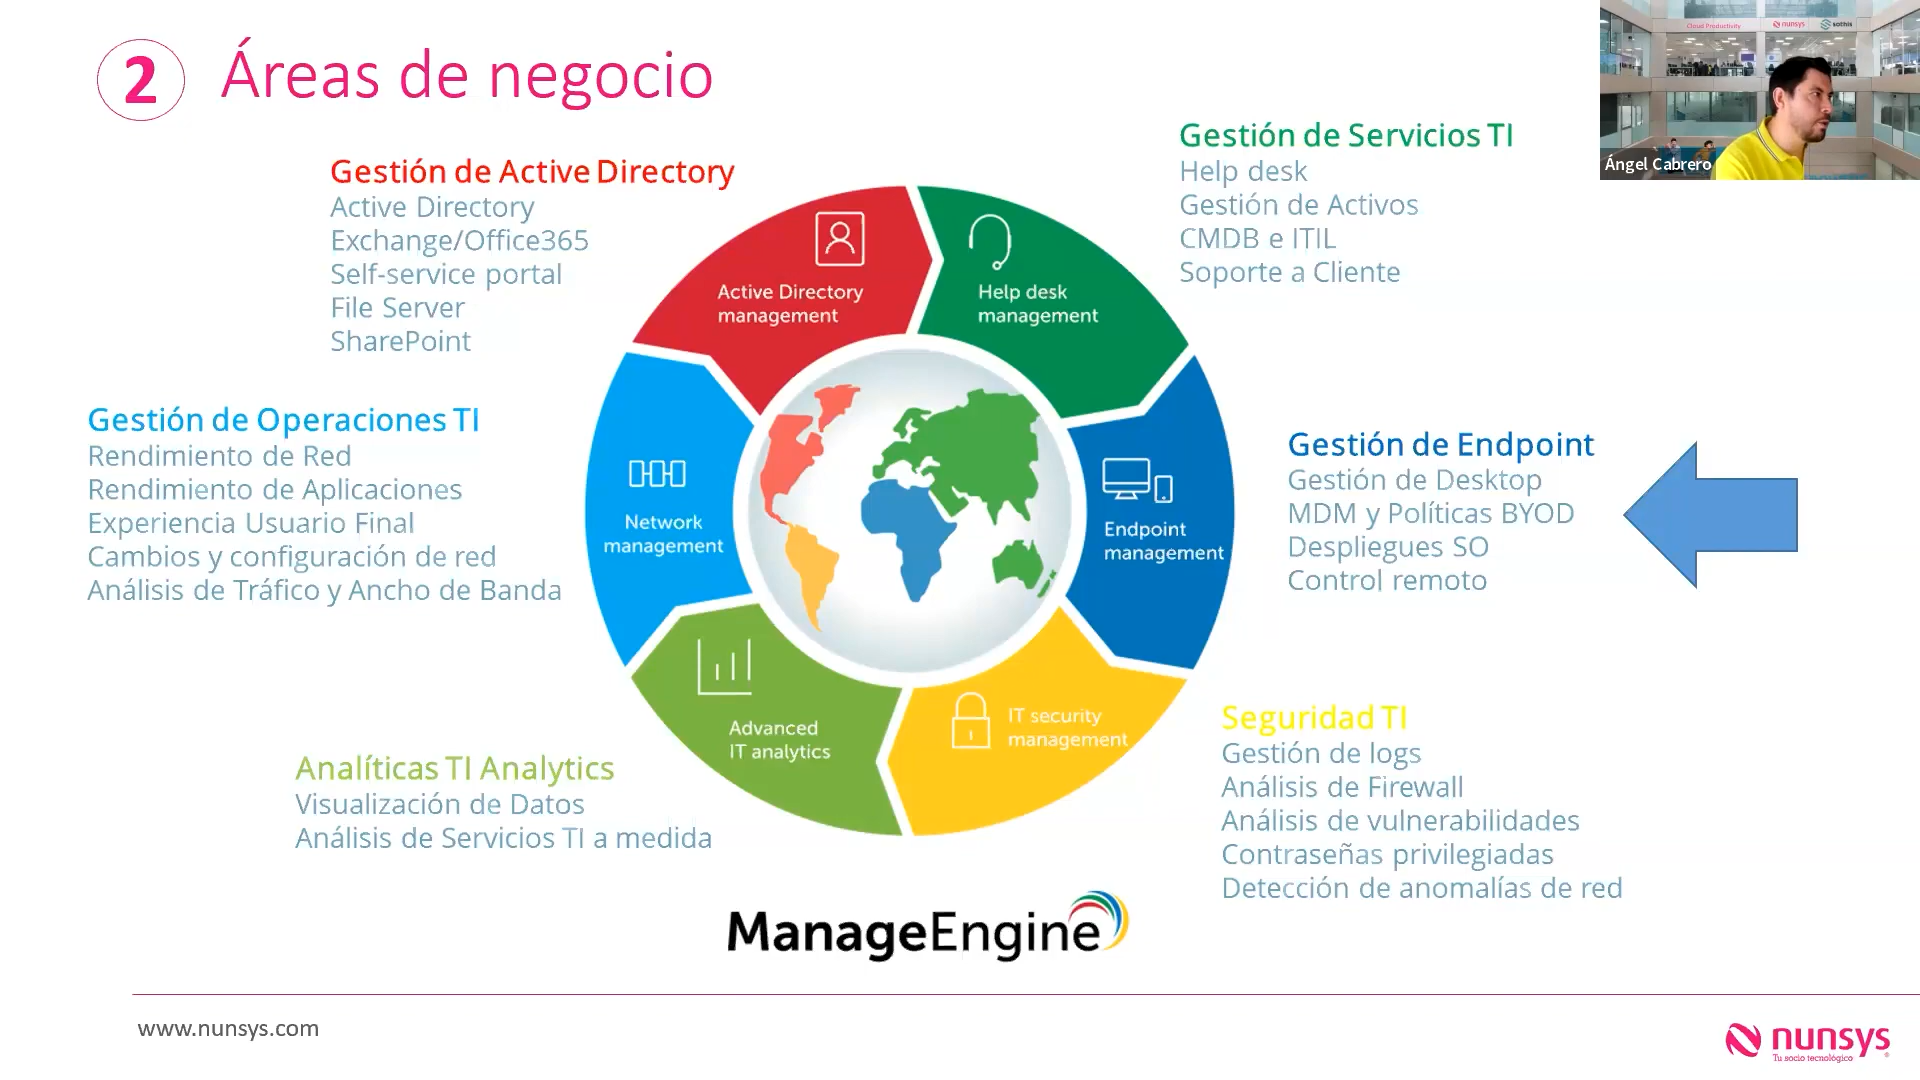 2 Áreas de negocio
Cloud Productivity
nunsys
sothis
Ángel Cabrero
Gestión de Active Directory
Active Directory
Exchange/Office365
Self-service portal
File Server
SharePoint
Gestión de Servicios TI
Help desk
Gestión de Activos
CMDB e ITIL
Soporte a Cliente
Active Directory
management
Help desk
management
Gestión de Operaciones TI
Rendimiento de Red
Rendimiento de Aplicaciones
Experiencia Usuario Final
Cambios y configuración de red
Análisis de Tráfico y Ancho de Banda
Network
management
Endpoint
management
Gestión de Endpoint
Gestión de Desktop
MDM y Políticas BYOD
Despliegues SO
Control remoto
Advanced
IT analytics
IT security
management
Analíticas TI Analytics
Visualización de Datos
Análisis de Servicios TI a medida
Seguridad TI
Gestión de logs
Análisis de Firewall
Análisis de vulnerabilidades
Contraseñas privilegiadas
Detección de anomalías de red
ManageEngine
www.nunsys.com
nunsys
Tu socio tecnológico